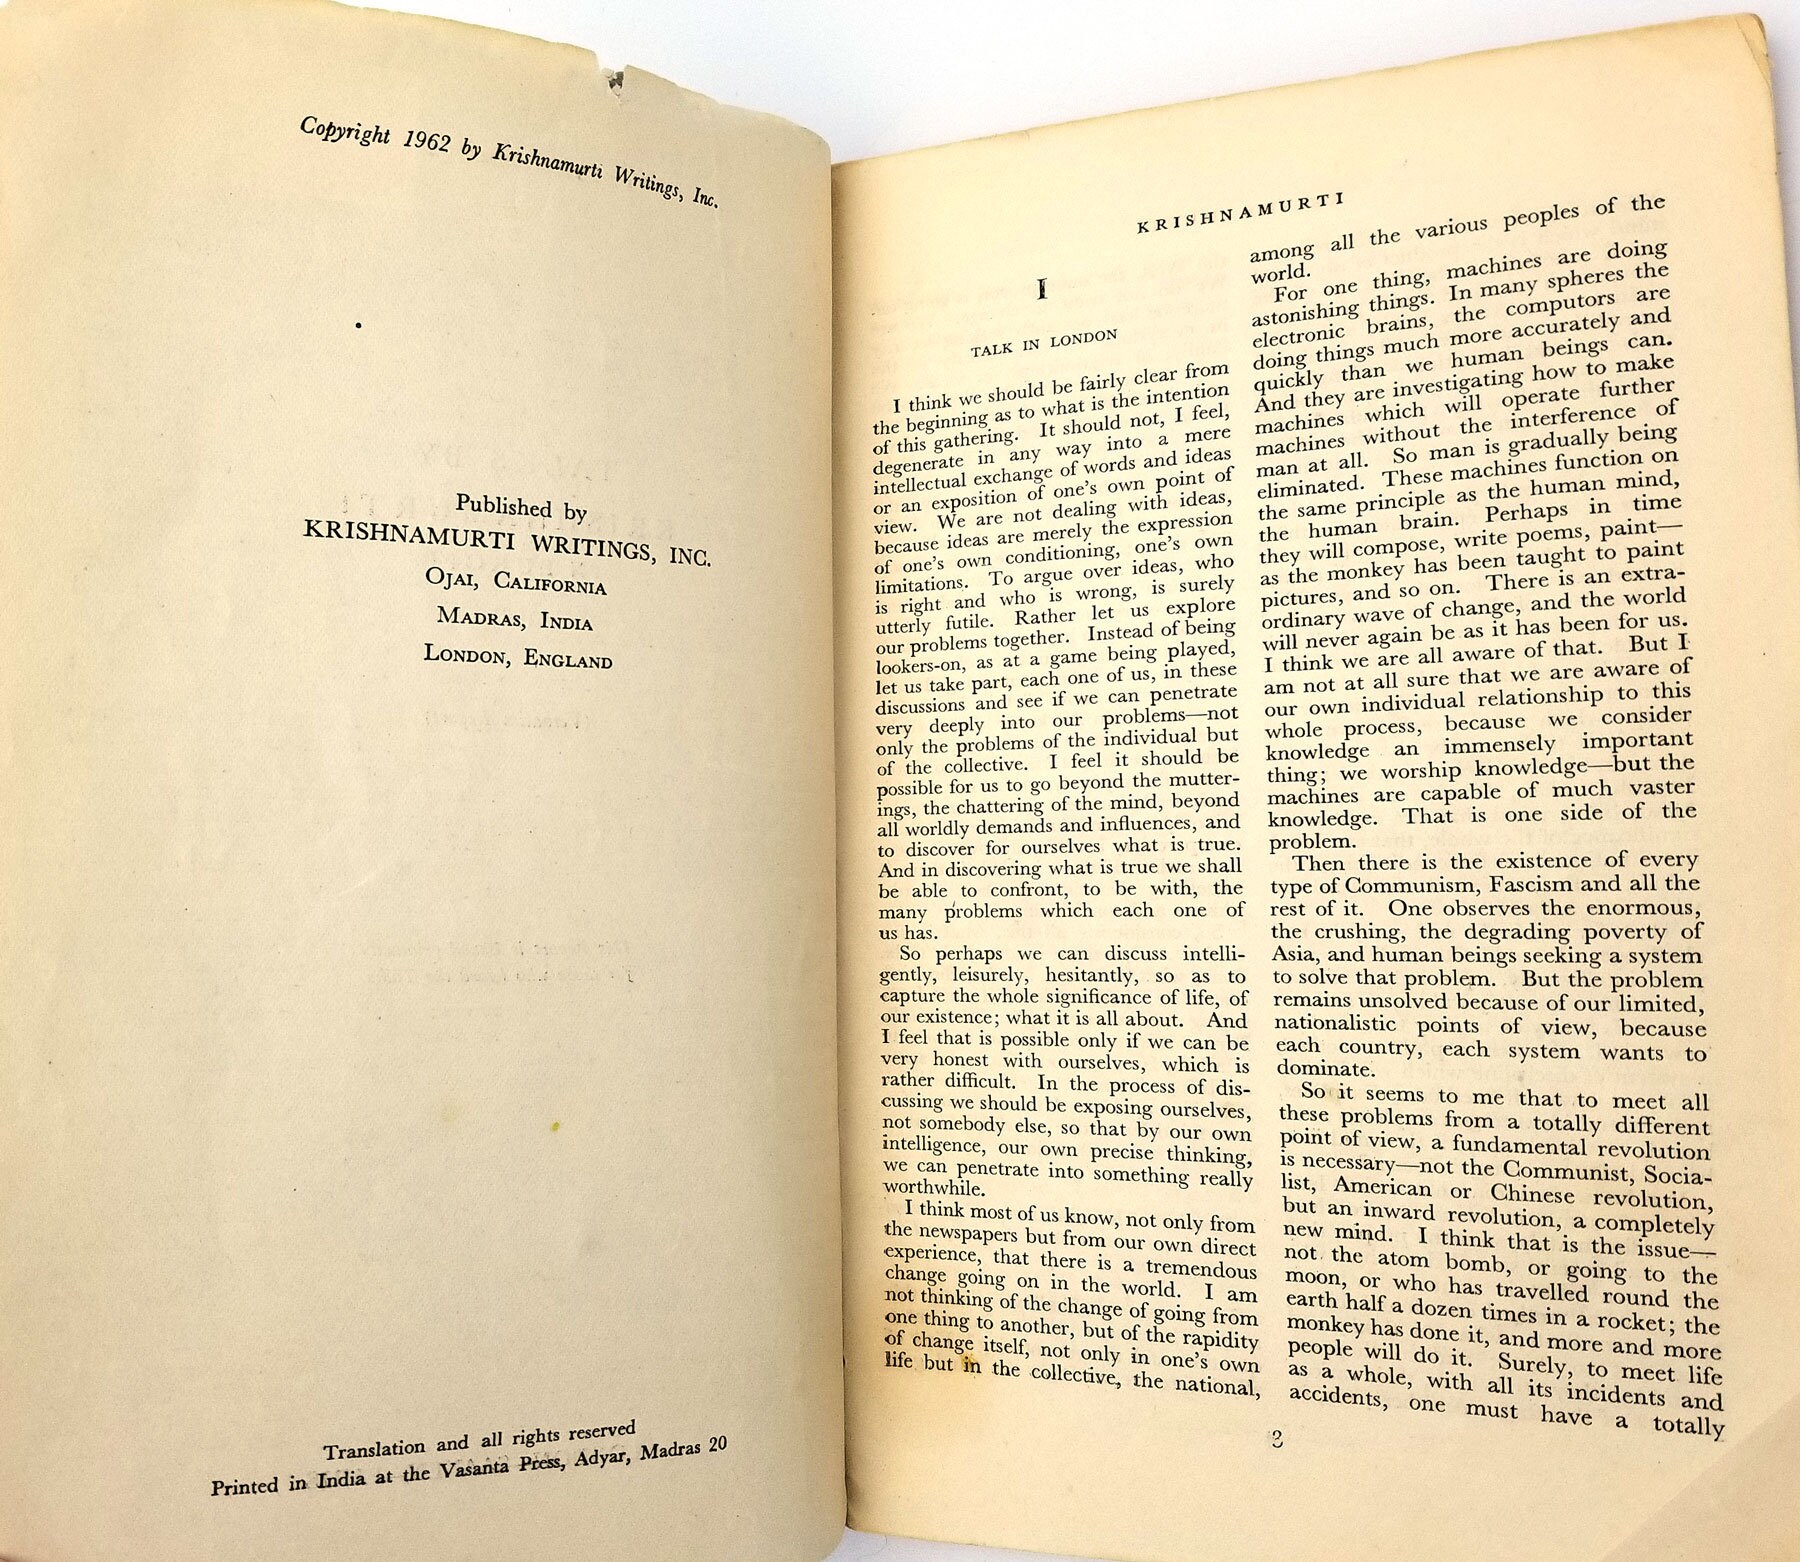 Copyright 1962 by Krishnamurti Writings, Inc.
Published by
KRISHNAMURTI WRITINGS, INC.
OJAI, CALIFORNIA
MADRAS, INDIA
LONDON, ENGLAND
Translation and all rights reserved
Printed in India at the Vasanta Press, Adyar, Madras 20
KRISHNAMURTI
I
TALK IN LONDON
I think we should be fairly clear from
the beginning as to what is the intention
of this gathering. It should not, I feel,
degenerate in any way into a mere
intellectual exchange of words and ideas
or an exposition of one's own point of
view. We are not dealing with ideas,
because ideas are merely the expression
of one's own conditioning, one's own
limitations. To argue over ideas, who
is right and who is wrong, is surely
utterly futile. Rather let us explore
our problems together. Instead of being
lookers-on, as at a game being played,
let us take part, each one of us, in these
discussions and see if we can penetrate
very deeply into our problems—not
only the problems of the individual but
of the collective. I feel it should be
possible for us to go beyond the mutter-
ings, the chattering of the mind, beyond
all worldly demands and influences, and
to discover for ourselves what is true.
And in discovering what is true we shall
be able to confront, to be with, the
many problems which each one of
us has.
So perhaps we can discuss intelli-
gently, leisurely, hesitantly, so as to
capture the whole significance of life, of
our existence; what it is all about. And
I feel that is possible only if we can be
very honest with ourselves, which is
rather difficult. In the process of dis-
cussing we should be exposing ourselves,
not somebody else, so that by our own
intelligence, our own precise thinking,
we can penetrate into something really
worthwhile.
I think most of us know, not only from
the newspapers but from our own direct
experience, that there is a tremendous
change going on in the world. I am
not thinking of the change of going from
one thing to another, but of the rapidity
of change itself, not only in one's own
life but in the collective, the national,
among all the various peoples of the
world.
For one thing, machines are doing
astonishing things. In many spheres the
electronic brains, the computors are
doing things much more accurately and
quickly than we human beings can.
And they are investigating how to make
machines which will operate further
machines without the interference of
man at all. So man is gradually being
eliminated. These machines function on
the same principle as the human mind,
the human brain. Perhaps in time
they will compose, write poems, paint—
as the monkey has been taught to paint
pictures, and so on. There is an extra-
ordinary wave of change, and the world
will never again be as it has been for us.
I think we are all aware of that. But I
am not at all sure that we are aware of
our own individual relationship to this
whole process, because we consider
knowledge an immensely important
thing; we worship knowledge—but the
machines are capable of much vaster
knowledge. That is one side of the
problem.
Then there is the existence of every
type of Communism, Fascism and all the
rest of it. One observes the enormous,
the crushing, the degrading poverty of
Asia, and human beings seeking a system
to solve that problem. But the problem
remains unsolved because of our limited,
nationalistic points of view, because
each country, each system wants to
dominate.
So it seems to me that to meet all
these problems from a totally different
point of view, a fundamental revolution
is necessary—not the Communist, Socia-
list, American or Chinese revolution,
but an inward revolution, a completely
new mind. I think that is the issue—
not the atom bomb, or going to the
moon, or who has travelled round the
earth half a dozen times in a rocket; the
monkey has done it, and more and more
people will do it. Surely, to meet life
as a whole, with all its incidents and
accidents, one must have a totally
3